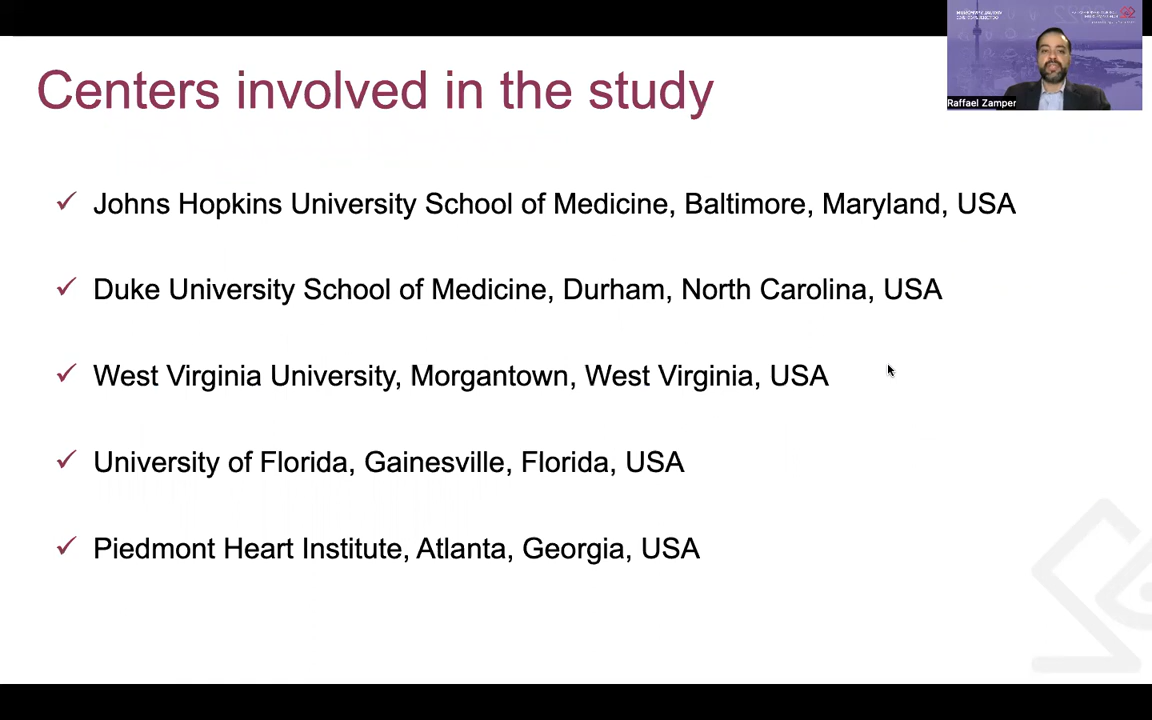 Centers involved in the study
Raffael Zamper
Johns Hopkins University School of Medicine, Baltimore, Maryland, USA
Duke University School of Medicine, Durham, North Carolina, USA
West Virginia University, Morgantown, West Virginia, USA
University of Florida, Gainesville, Florida, USA
Piedmont Heart Institute, Atlanta, Georgia, USA